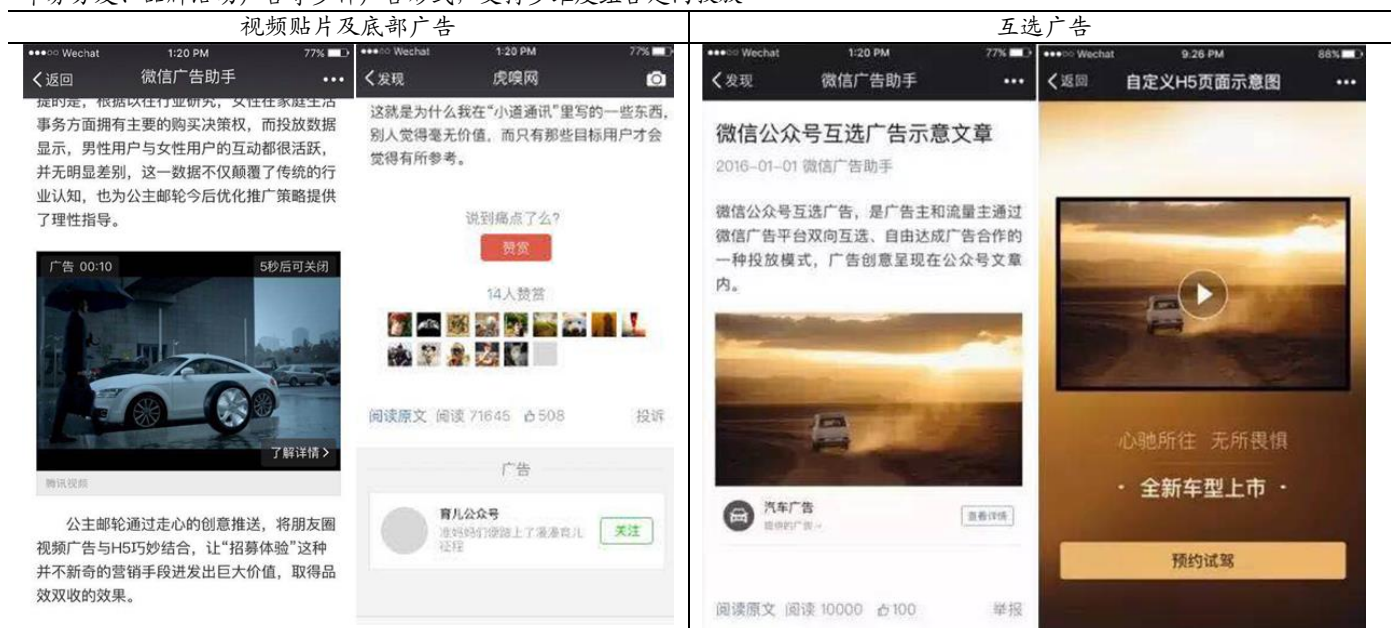 视频贴片及底部广告
互选广告
Wechat 1:20 PM 77%
返回 微信广告助手
提的是，根据以往行业研究，女性在家庭生活
事务方面拥有主要的购买决策权，而投放数据
显示，男性用户与女性用户的互动都很活跃，
并无明显差别，这一数据不仅颠覆了传统的行
业认知，也为公主邮轮今后优化推广策略提供
了理性指导。
广告 00:10 5秒后可关闭
了解详情
腾讯视频
公主邮轮通过走心的创意推送，将朋友圈
视频广告与H5巧妙结合，让“招募体验”这种
并不新奇的营销手段迸发出巨大价值，取得品
效双收的效果。
Wechat 1:20 PM 77%
发现 虎嗅网
这就是为什么我在“小道通讯”里写的一些东西，
别人觉得毫无价值，而只有那些目标用户才会
觉得有所参考。
说到痛点了么?
赞赏
14人赞赏
阅读原文 阅读 71645 508 投诉
广告
育儿公众号
准妈妈们便踏上了漫漫育儿
征程
关注
Wechat 1:20 PM 77%
发现 微信广告助手
微信公众号互选广告示意文章
2016-01-01 微信广告助手
微信公众号互选广告，是广告主和流量主通过
微信广告平台双向互选、自由达成广告合作的
一种投放模式，广告创意呈现在公众号文章
内。
汽车广告
提供的广告
查看详情
阅读原文 阅读 10000 100 举报
Wechat 9:26 PM 88%
返回 自定义H5页面示意图
心驰所往 无所畏惧
· 全新车型上市 ·
预约试驾